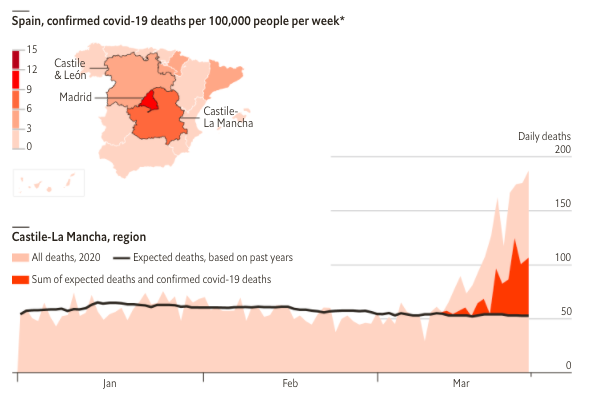 Spain, confirmed covid-19 deaths per 100,000 people per week*
15
12
9
6
3
0
Castile
& León
Madrid
Castile-
La Mancha
Daily deaths
200
150
100
50
0
Castile-La Mancha, region
All deaths, 2020
Expected deaths, based on past years
Sum of expected deaths and confirmed covid-19 deaths
Jan
Feb
Mar